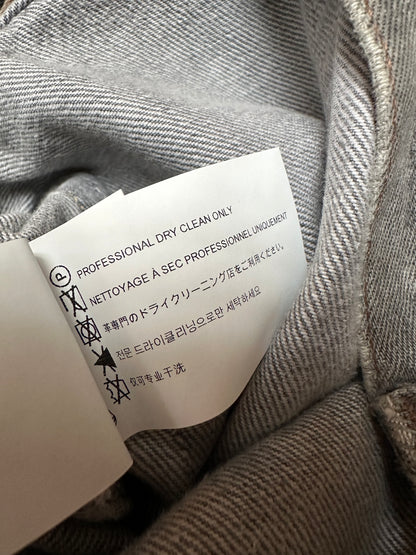 P
PROFESSIONAL DRY CLEAN ONLY
NETTOYAGE À SEC PROFESSIONNEL UNIQUEMENT
革専門のドライクリーニング店をご利用ください。
전문 드라이클리닝으로만 세탁하세요
仅可专业干洗